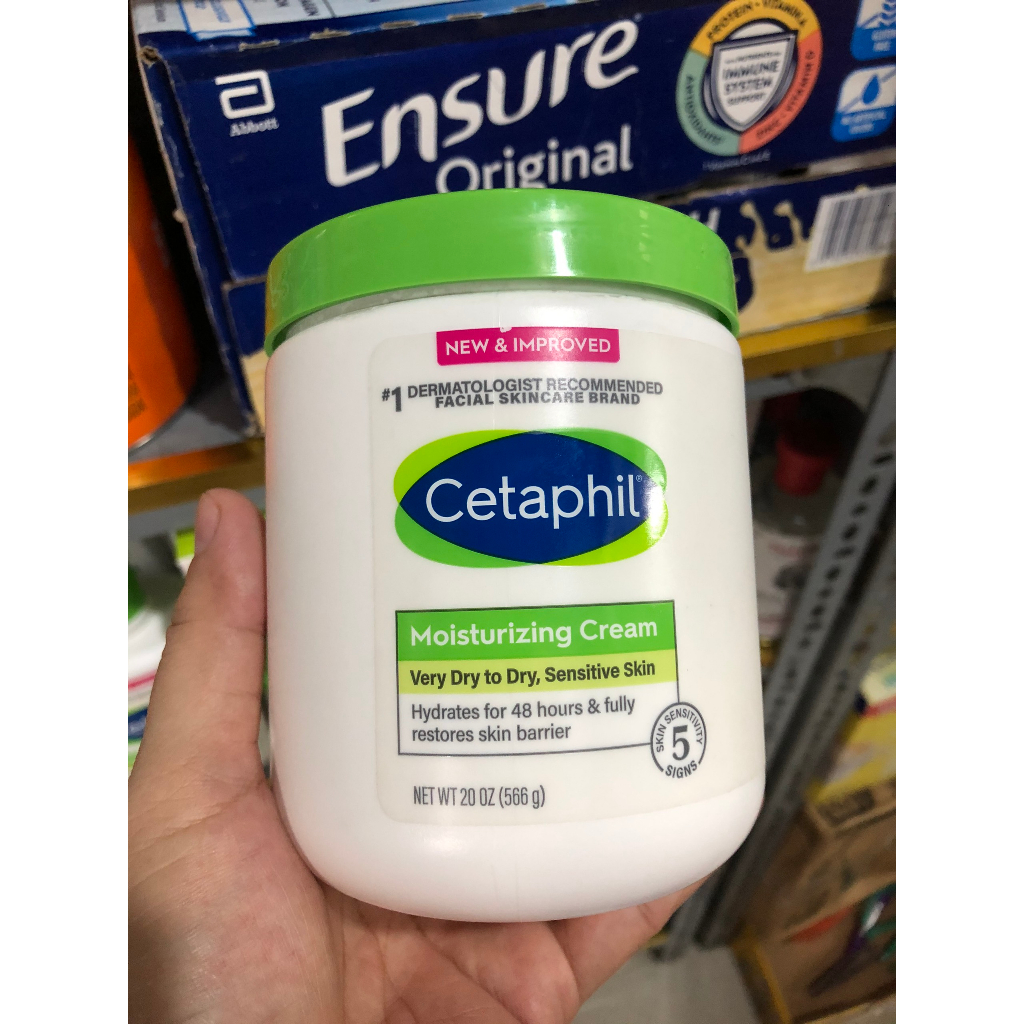 Abbott
Ensure
Original
PROTEIN • VITAMIN A
IMMUNE
SYSTEM
SUPPORT
NEW & IMPROVED
#1 DERMATOLOGIST RECOMMENDED
FACIAL SKINCARE BRAND
Cetaphil®
Moisturizing Cream
Very Dry to Dry, Sensitive Skin
Hydrates for 48 hours & fully
restores skin barrier
SKIN SENSITIVITY
5
SIGNS
NET WT 20 OZ (566 g)